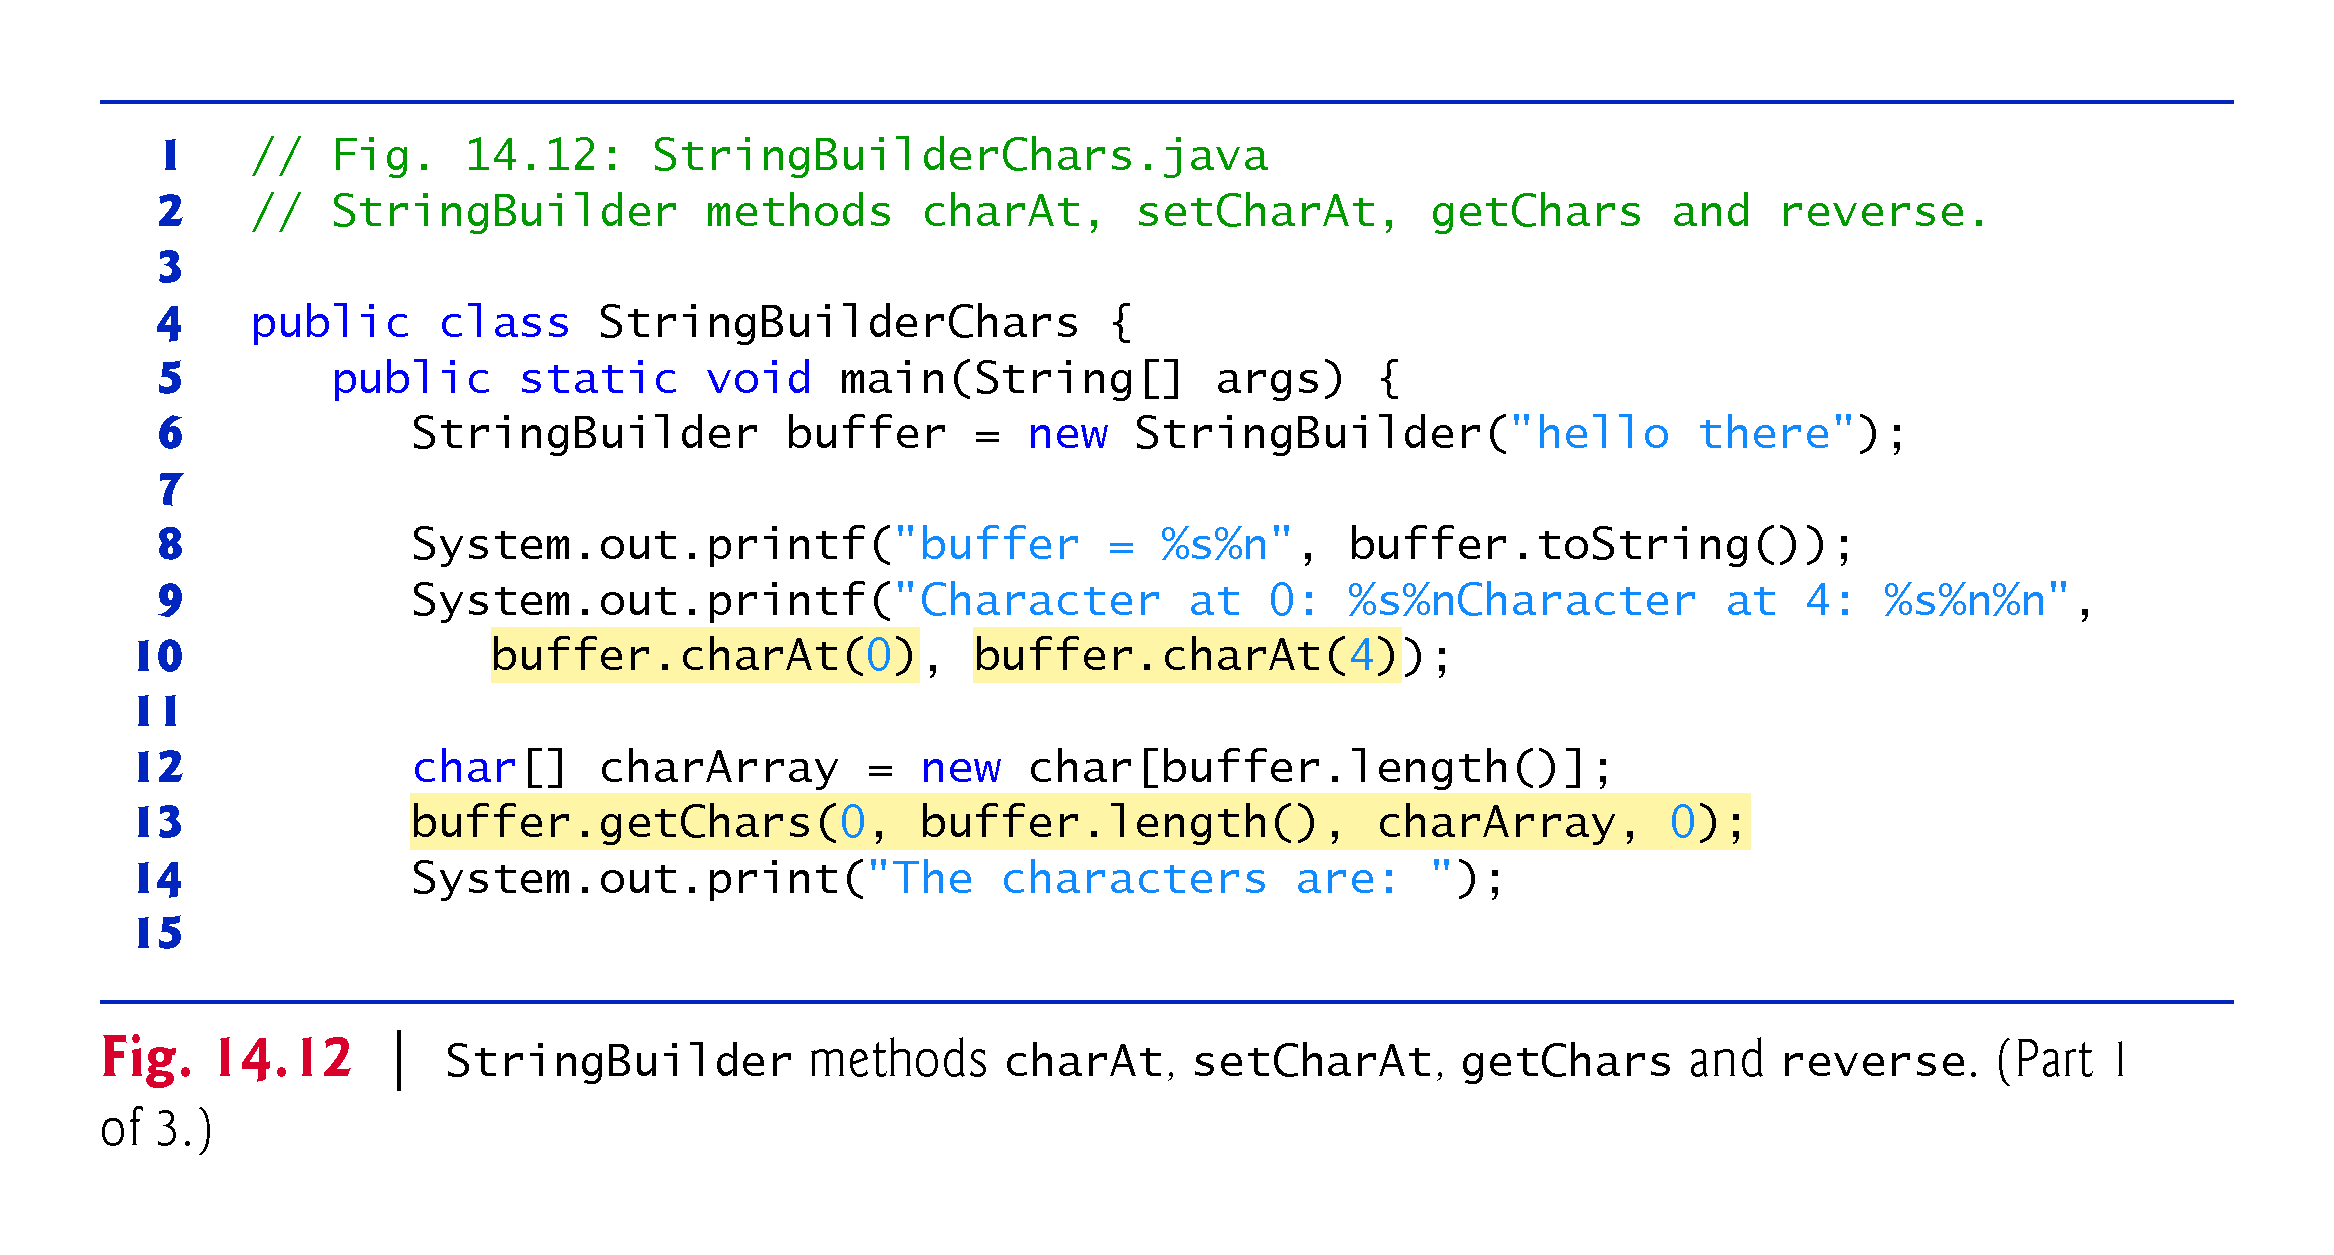 1 // Fig. 14.12: StringBuilderChars.java
2 // StringBuilder methods charAt, setCharAt, getChars and reverse.
3
4 public class StringBuilderChars {
5    public static void main(String[] args) {
6       StringBuilder buffer = new StringBuilder("hello there");
7
8       System.out.printf("buffer = %s%n", buffer.toString());
9       System.out.printf("Character at 0: %s%nCharacter at 4: %s%n%n",
10          buffer.charAt(0), buffer.charAt(4));
11
12       char[] charArray = new char[buffer.length()];
13       buffer.getChars(0, buffer.length(), charArray, 0);
14       System.out.print("The characters are: ");
15
Fig. 14.12 | StringBuilder methods charAt, setCharAt, getChars and reverse. (Part 1
of 3.)